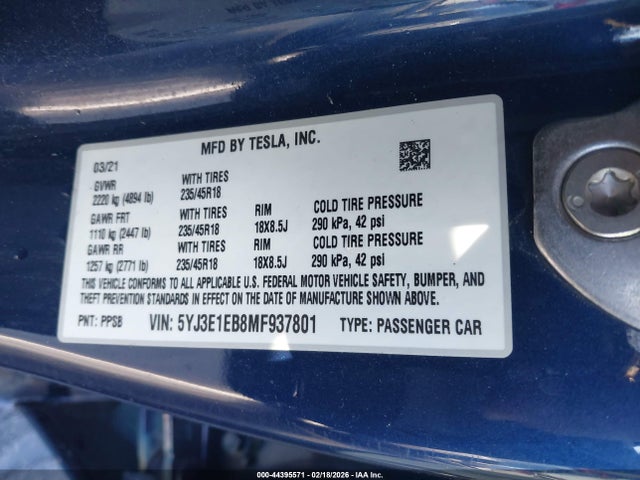 MFD BY TESLA, INC.
03/21
GVWR WITH TIRES
2220 kg (4894 lb) 235/45R18
GAWR FRT WITH TIRES RIM COLD TIRE PRESSURE
1110 kg (2447 lb) 235/45R18 18X8.5J 290 kPa, 42 psi
GAWR RR WITH TIRES RIM COLD TIRE PRESSURE
1257 kg (2771 lb) 235/45R18 18X8.5J 290 kPa, 42 psi
THIS VEHICLE CONFORMS TO ALL APPLICABLE U.S. FEDERAL MOTOR VEHICLE SAFETY, BUMPER, AND
THEFT PREVENTION STANDARDS IN EFFECT ON THE DATE OF MANUFACTURE SHOWN ABOVE.
PNT: PPSB VIN: 5YJ3E1EB8MF937801 TYPE: PASSENGER CAR
000-44395571 - 02/18/2026 - IAA Inc.